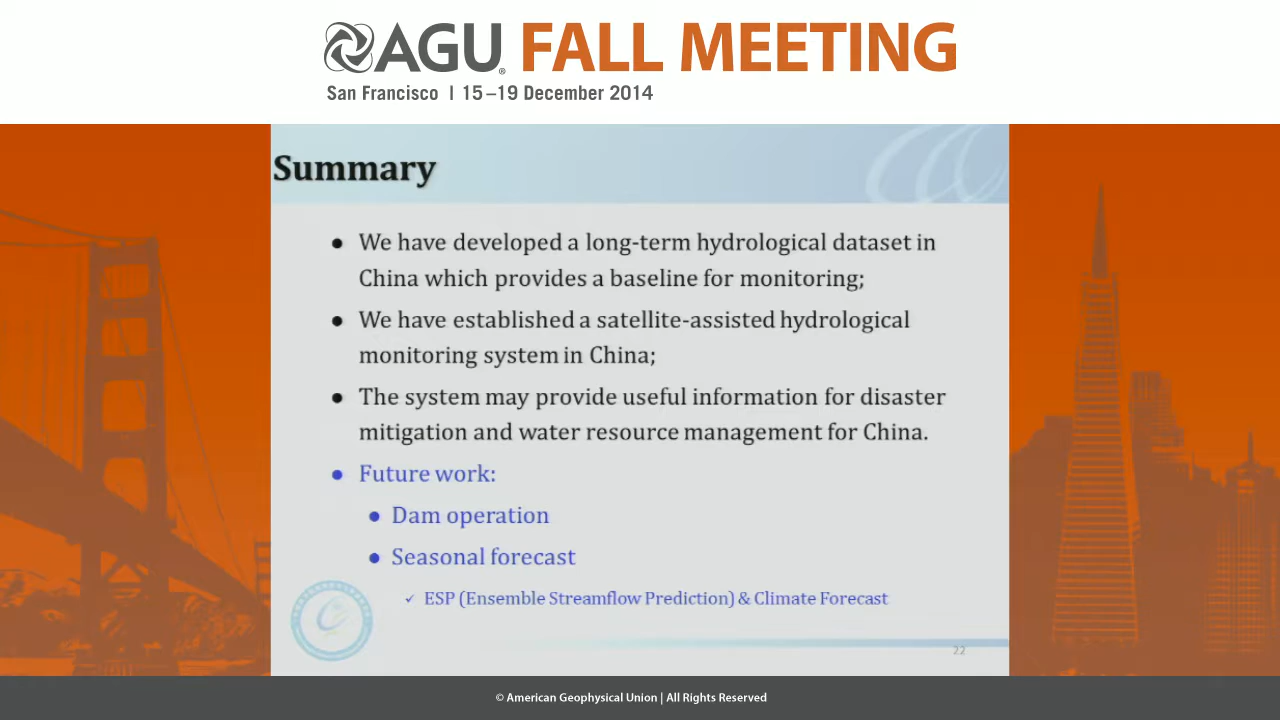 AGU® FALL MEETING
San Francisco | 15–19 December 2014
Summary
● We have developed a long-term hydrological dataset in
China which provides a baseline for monitoring;
● We have established a satellite-assisted hydrological
monitoring system in China;
● The system may provide useful information for disaster
mitigation and water resource management for China.
● Future work:
● Dam operation
● Seasonal forecast
✓ ESP (Ensemble Streamflow Prediction) & Climate Forecast
22
© American Geophysical Union | All Rights Reserved